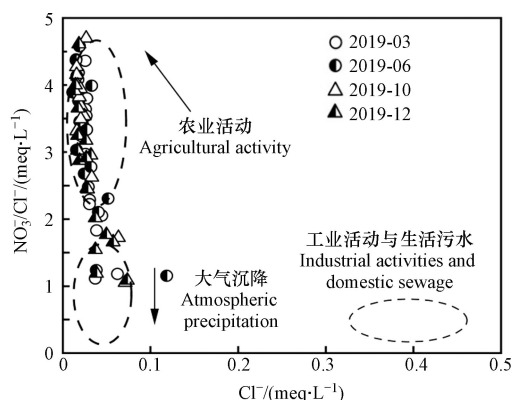 5
4
3
2
1
0
NO₃⁻/Cl⁻/(meq·L⁻¹)
2019-03
2019-06
2019-10
2019-12
农业活动
Agricultural activity
工业活动与生活污水
Industrial activities and
domestic sewage
大气沉降
Atmospheric
precipitation
0
0.1
0.2
0.3
0.4
0.5
Cl⁻/(meq·L⁻¹)